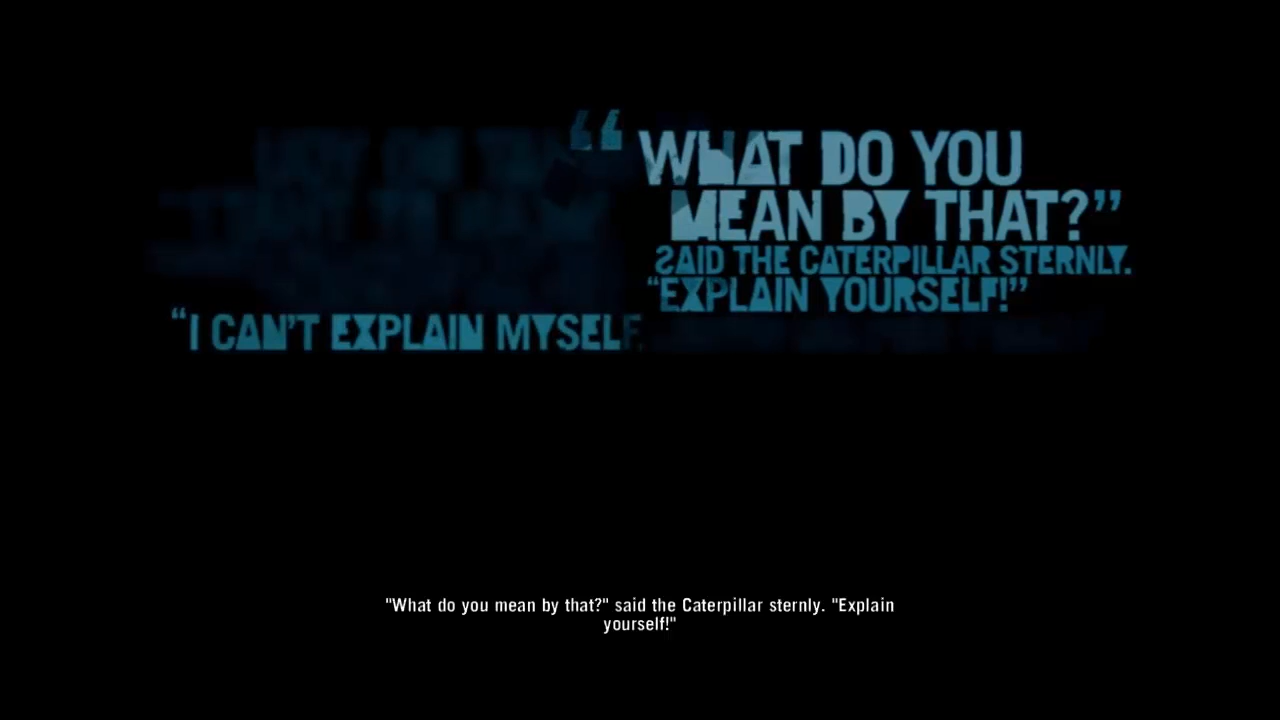 “WHAT DO YOU
MEAN BY THAT?”
SAID THE CATERPILLAR STERNLY.
“EXPLAIN YOURSELF!”
“I CAN’T EXPLAIN MYSELF,
"What do you mean by that?" said the Caterpillar sternly. "Explain
yourself!"